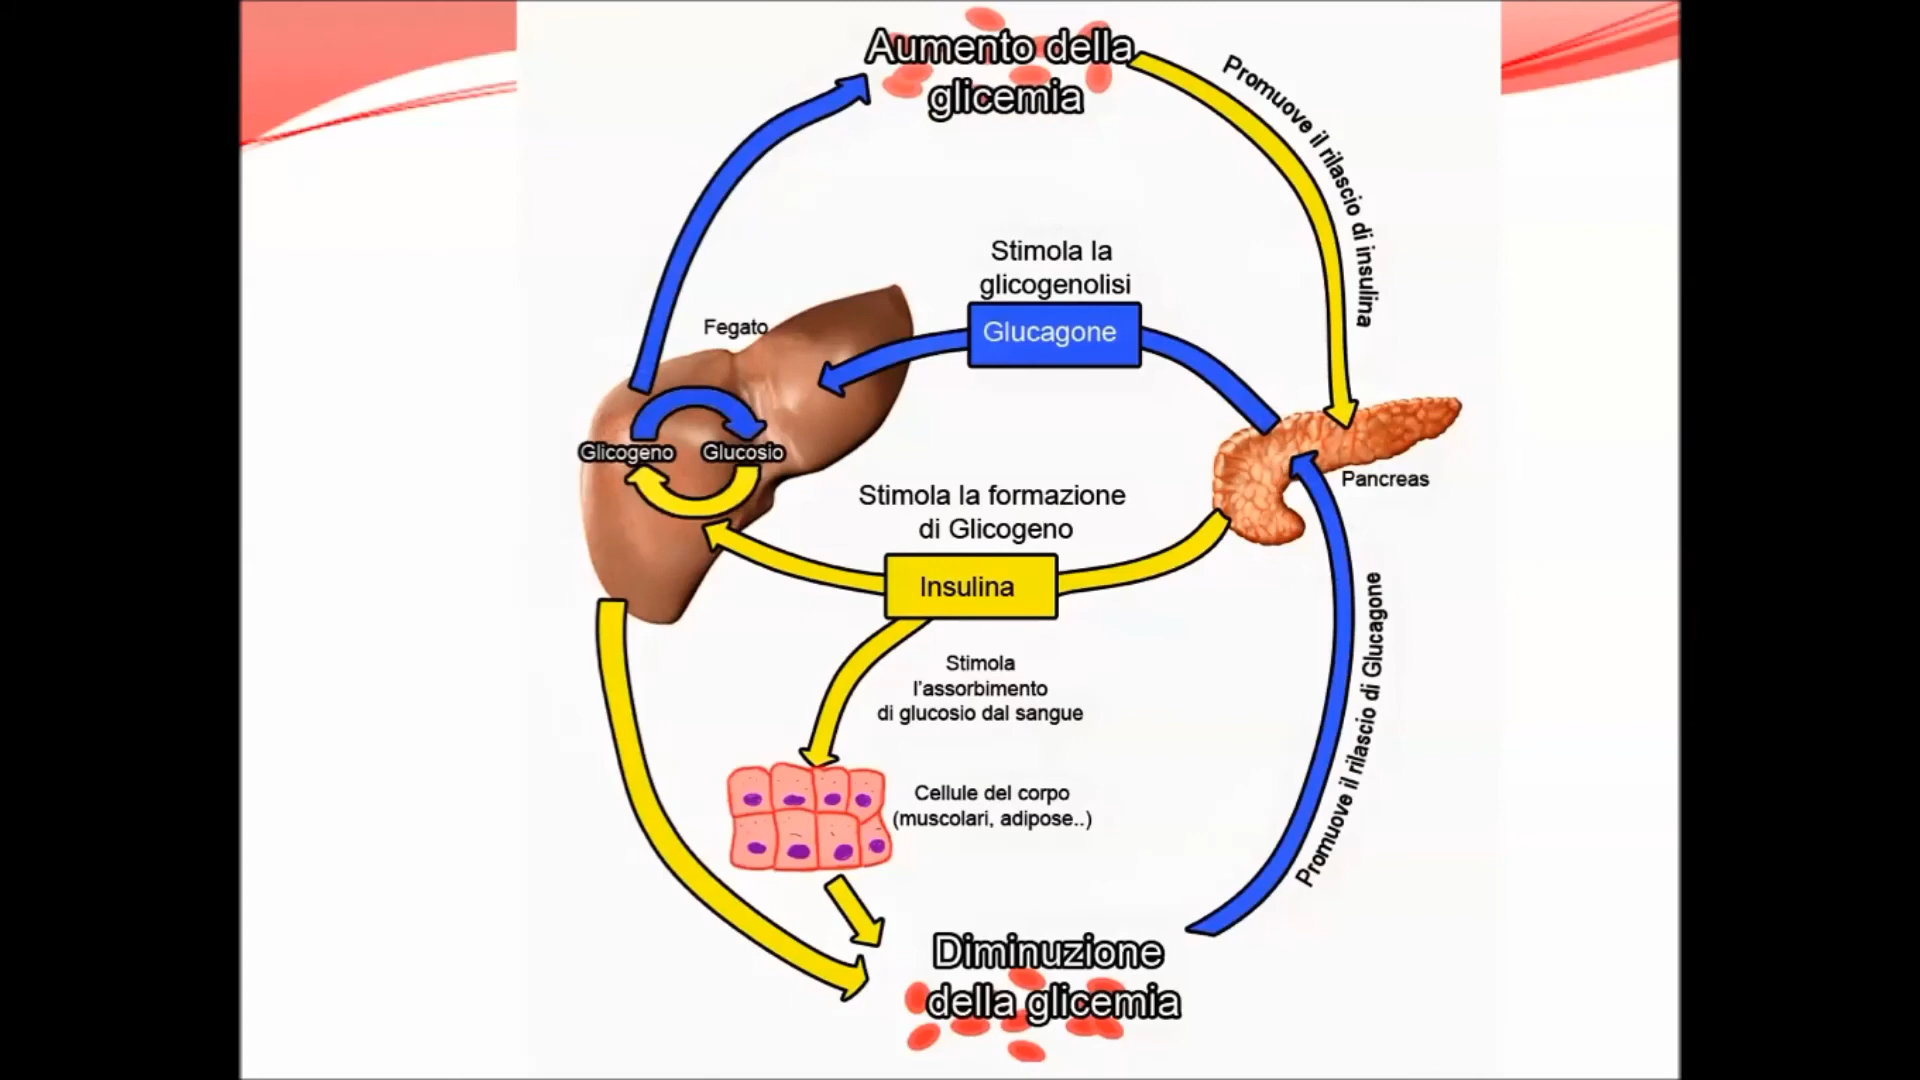 Aumento della
glicemia
Promuove il rilascio di insulina
Stimola la
glicogenolisi
Glucagone
Fegato
Glicogeno
Glucosio
Pancreas
Stimola la formazione
di Glicogeno
Insulina
Stimola
l'assorbimento
di glucosio dal sangue
Cellule del corpo
(muscolari, adipose..)
Promuove il rilascio di Glucagone
Diminuzione
della glicemia